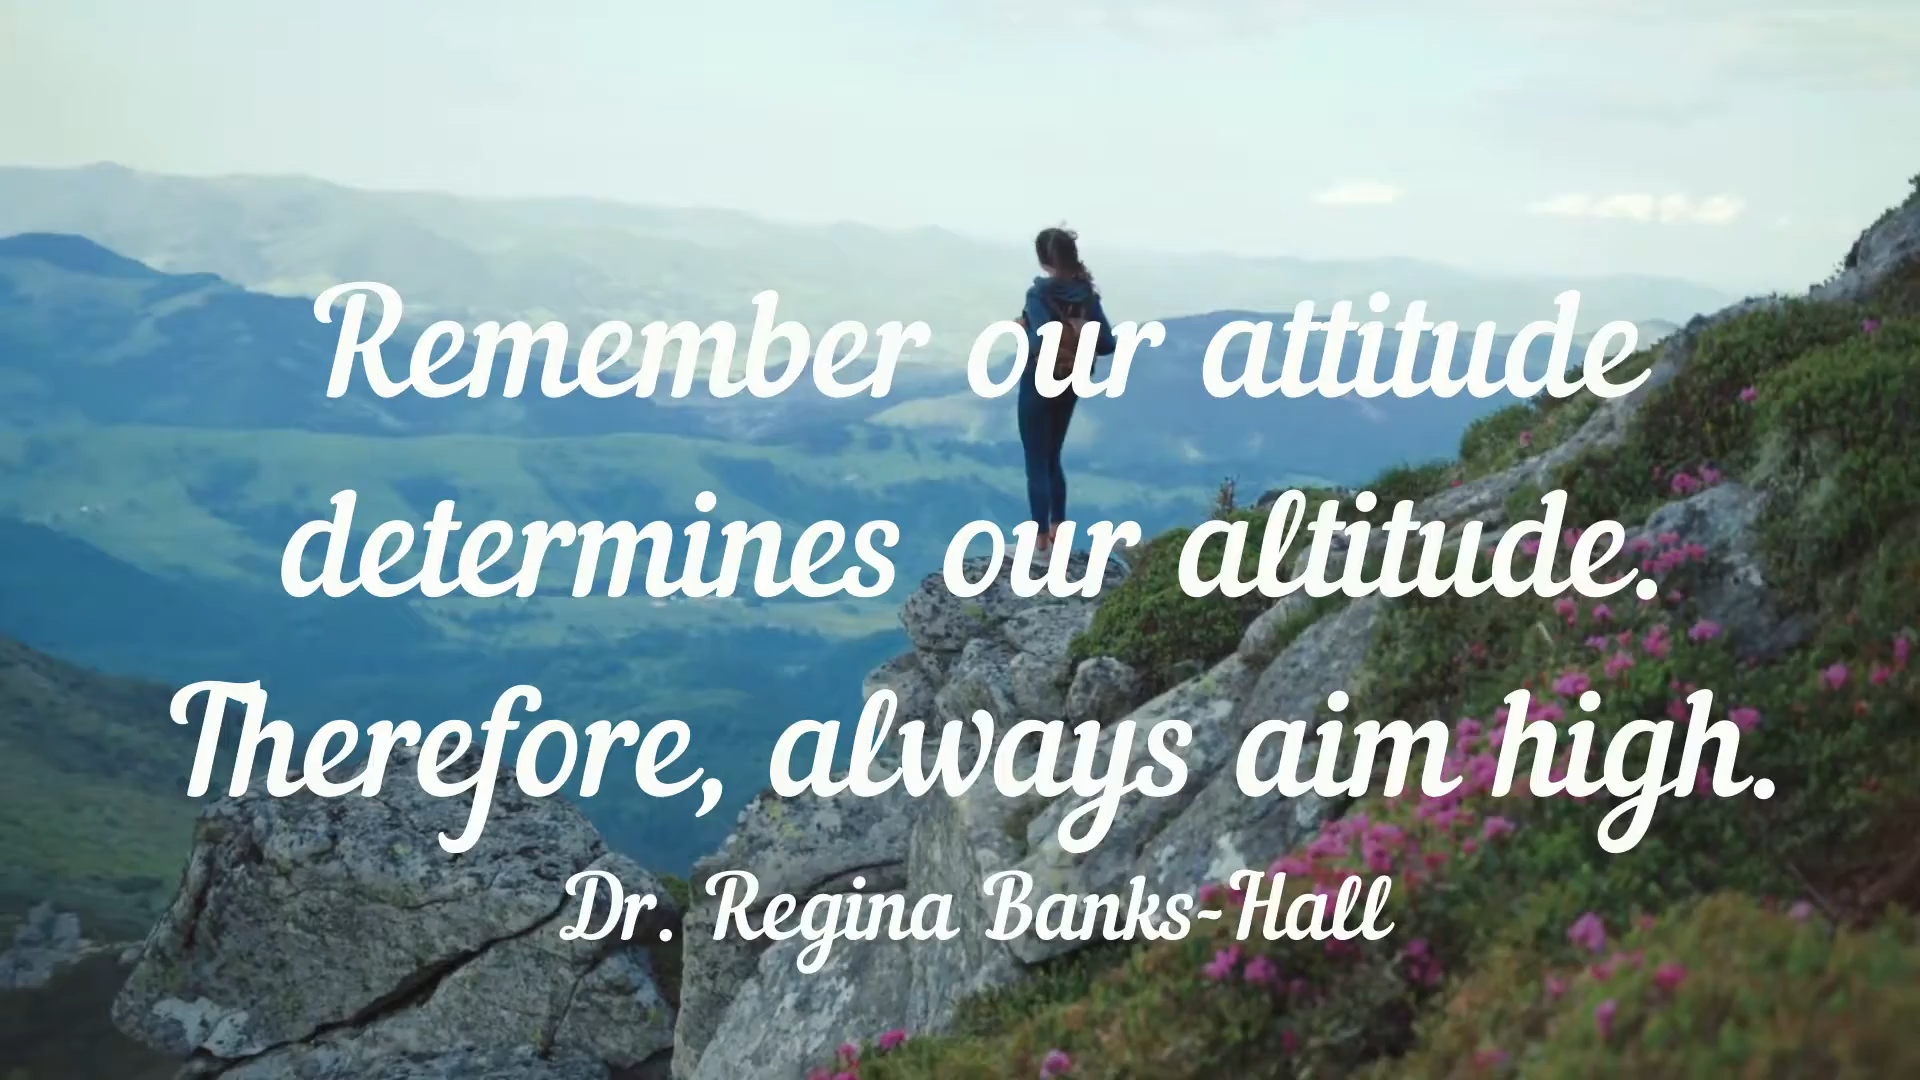 Remember our attitude
determines our altitude.
Therefore, always aim high.
Dr. Regina Banks-Hall